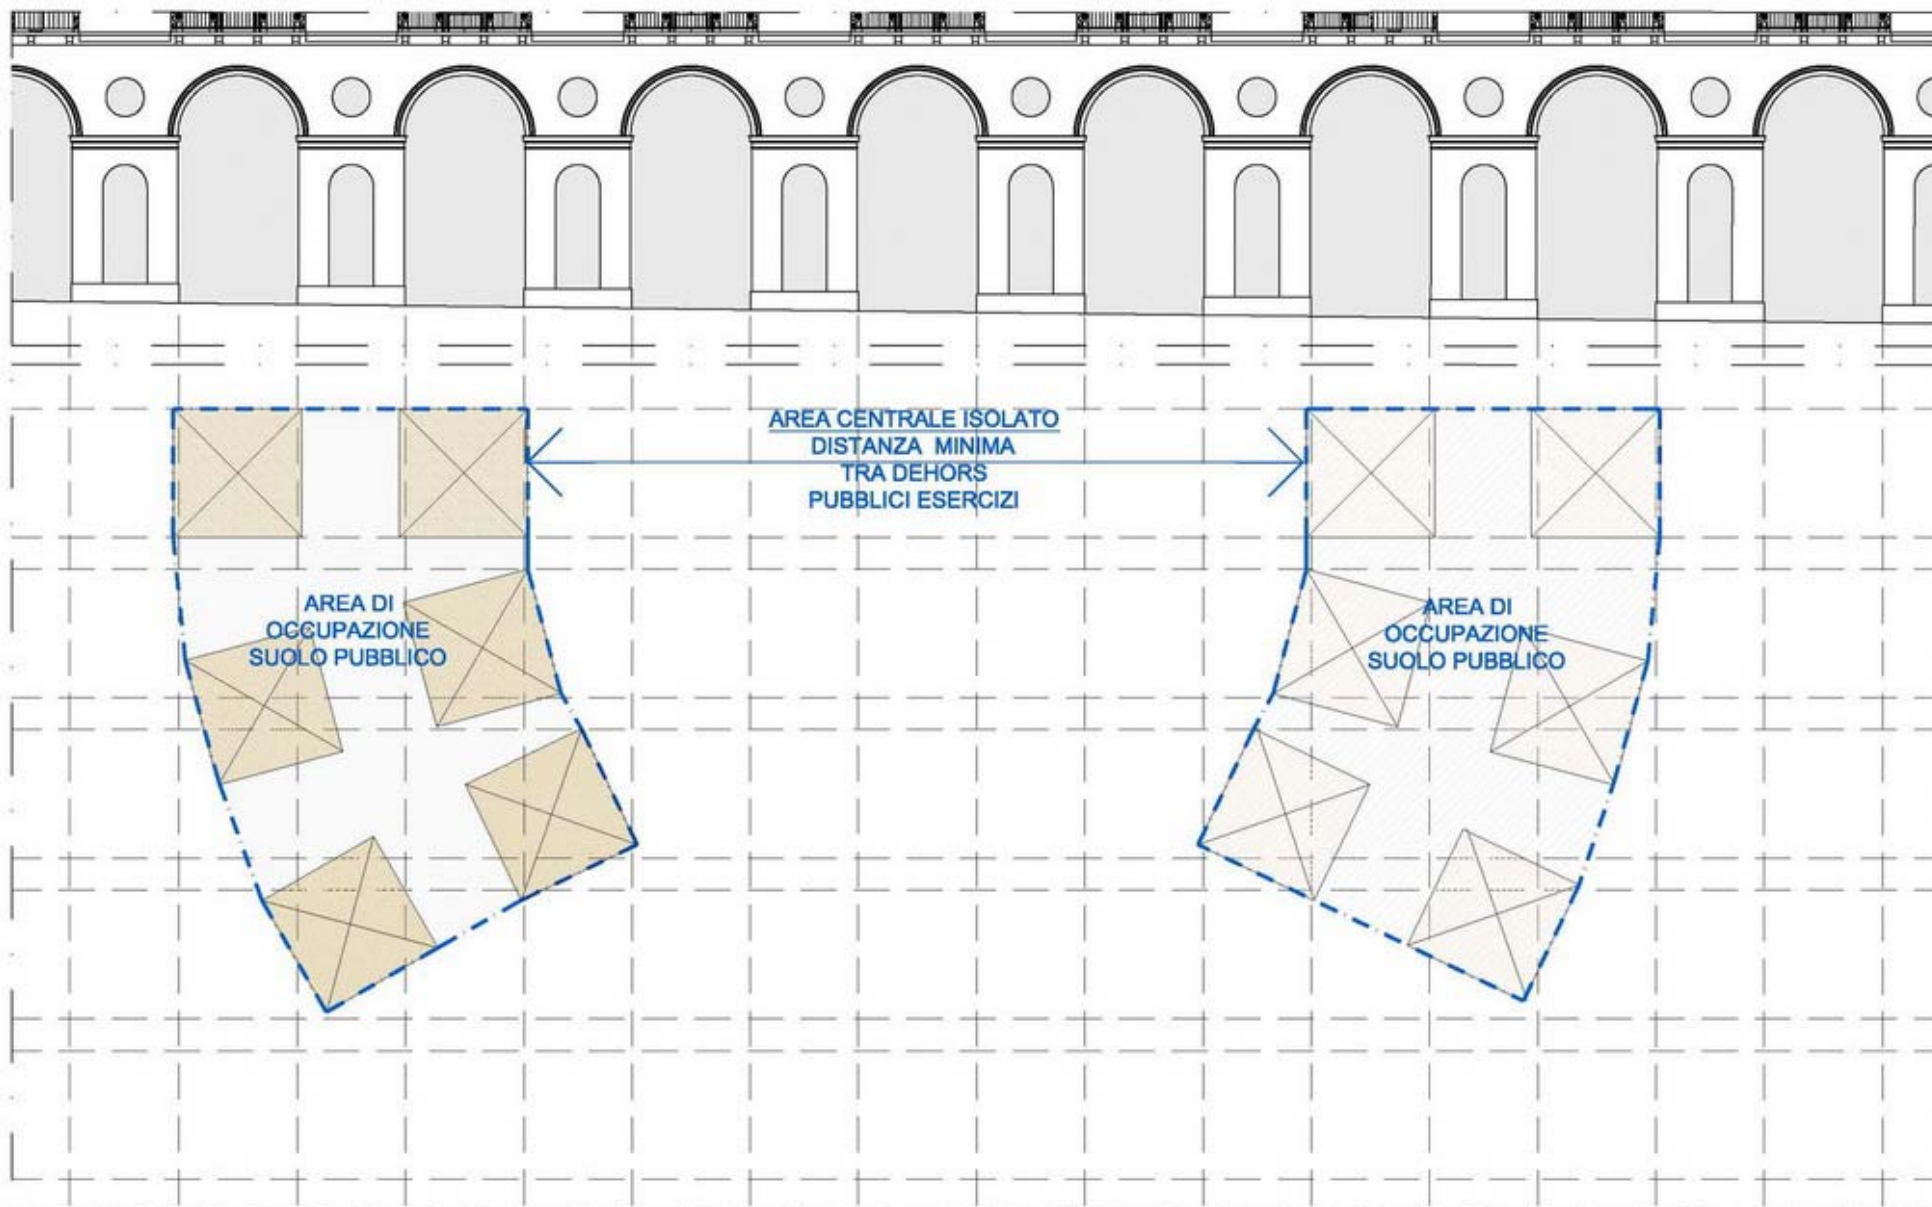 AREA CENTRALE ISOLATO
DISTANZA MINIMA
TRA DEHORS
PUBBLICI ESERCIZI
AREA DI
OCCUPAZIONE
SUOLO PUBBLICO
AREA DI
OCCUPAZIONE
SUOLO PUBBLICO